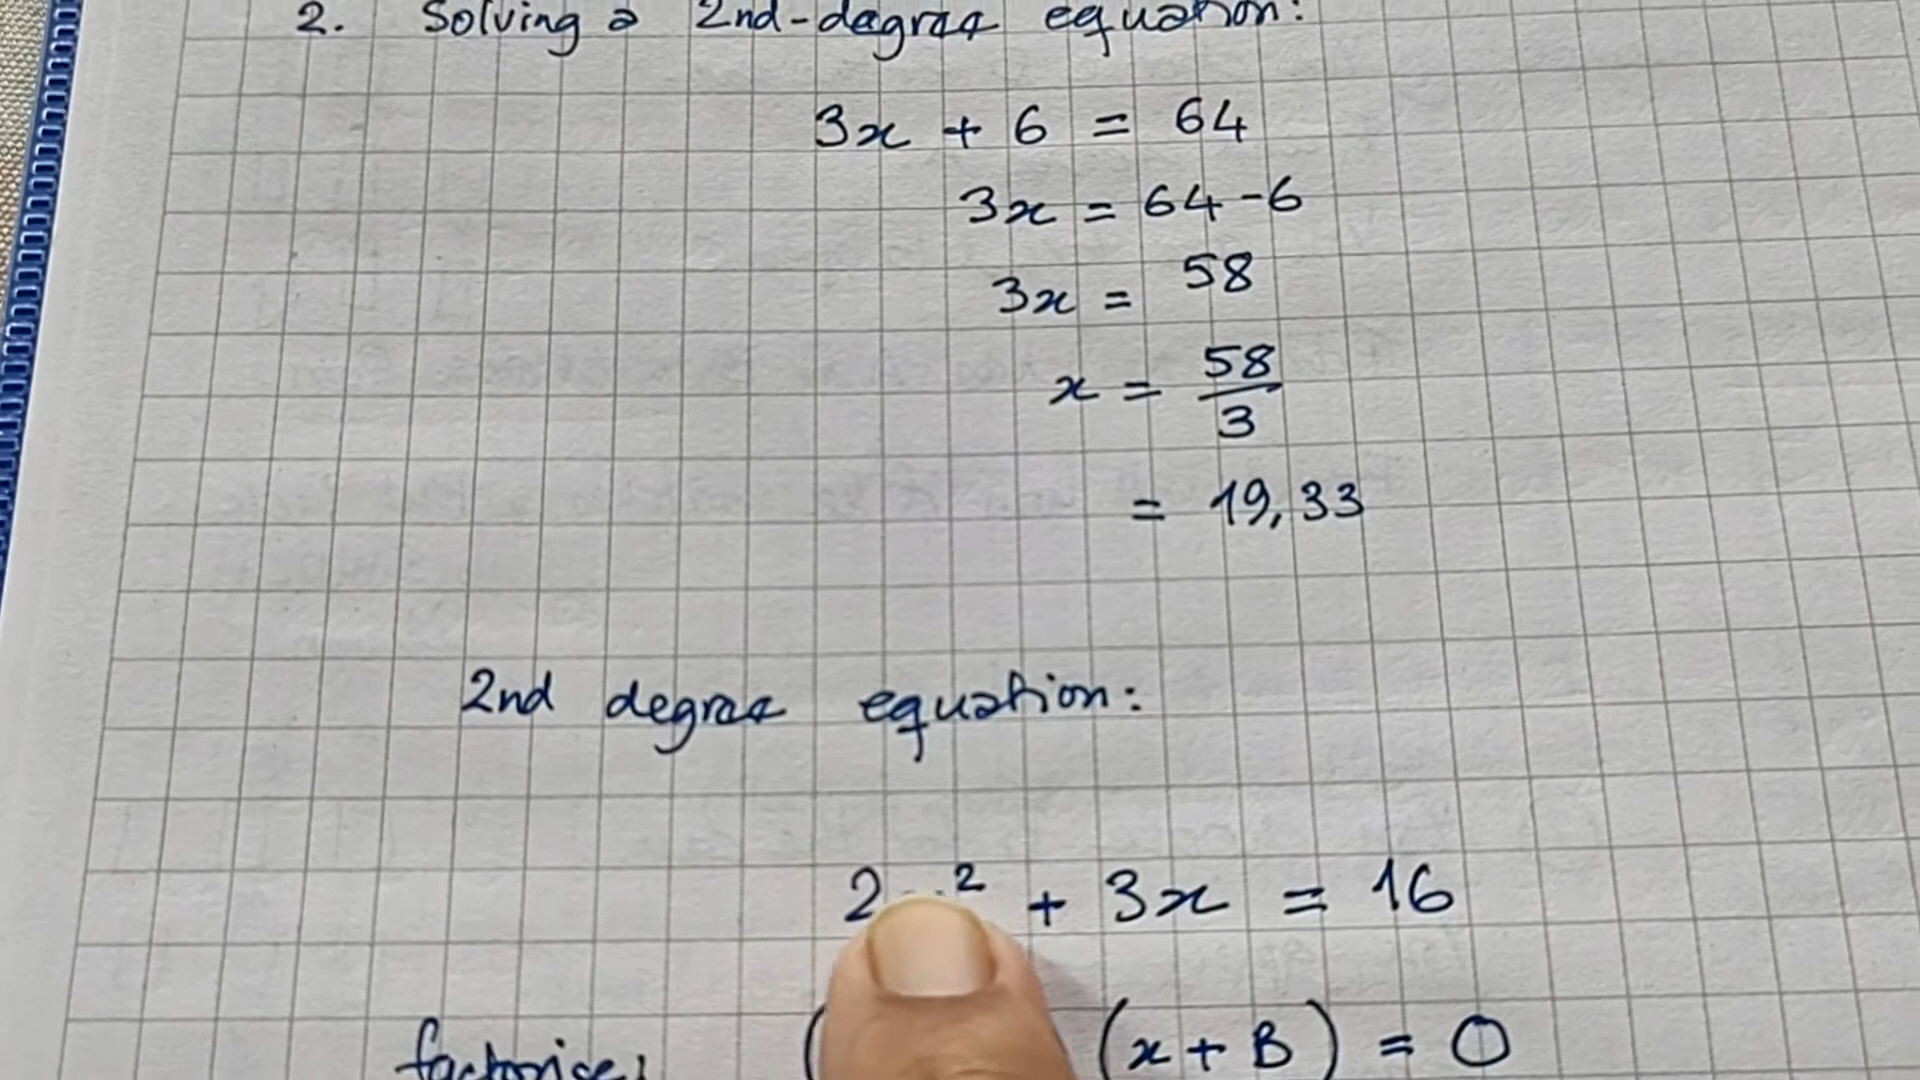 2. Solving a 2nd-degree equation:
3x + 6 = 64
3x = 64 - 6
3x = 58
x = 58/3
= 19,33
2nd degree equation:
2 ² + 3x = 16
factorise: ( (x + B) = 0